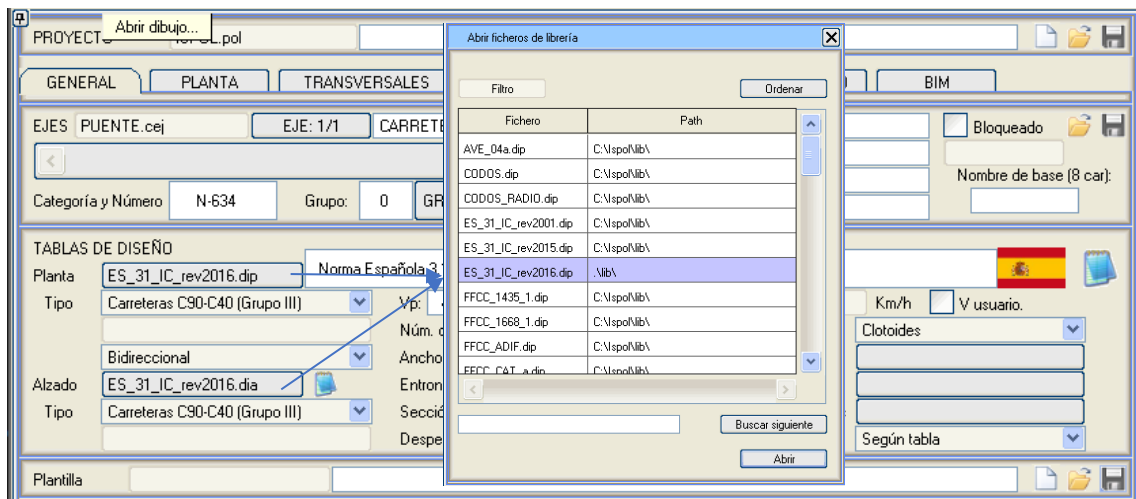 Abrir dibujo...
PROYECTO .pol
GENERAL PLANTA TRANSVERSALES BIM
EJES PUENTE.cej EJE: 1/1 CARRETE Bloqueado
Nombre de base (8 car):
Categoría y Número N-634 Grupo: 0 GR
TABLAS DE DISEÑO
Planta ES_31_IC_rev2016.dip Norma Española 3
Tipo Carreteras C90-C40 (Grupo III) Vp: Km/h V usuario.
Núm. Clotoides
Bidireccional Ancho
Alzado ES_31_IC_rev2016.dia Entron
Tipo Carreteras C90-C40 (Grupo III) Secció
Despe Según tabla
Plantilla
Abrir ficheros de librería
Filtro Ordenar
Fichero Path
AVE_04a.dip C:\Ispol\lib\
CODOS.dip C:\Ispol\lib\
CODOS_RADIO.dip C:\Ispol\lib\
ES_31_IC_rev2001.dip C:\Ispol\lib\
ES_31_IC_rev2015.dip C:\Ispol\lib\
ES_31_IC_rev2016.dip .\lib\
FFCC_1435_1.dip C:\Ispol\lib\
FFCC_1668_1.dip C:\Ispol\lib\
FFCC_ADIF.dip C:\Ispol\lib\
FFCC_CAT_a.dip C:\Ispol\lib\
Buscar siguiente
Abrir